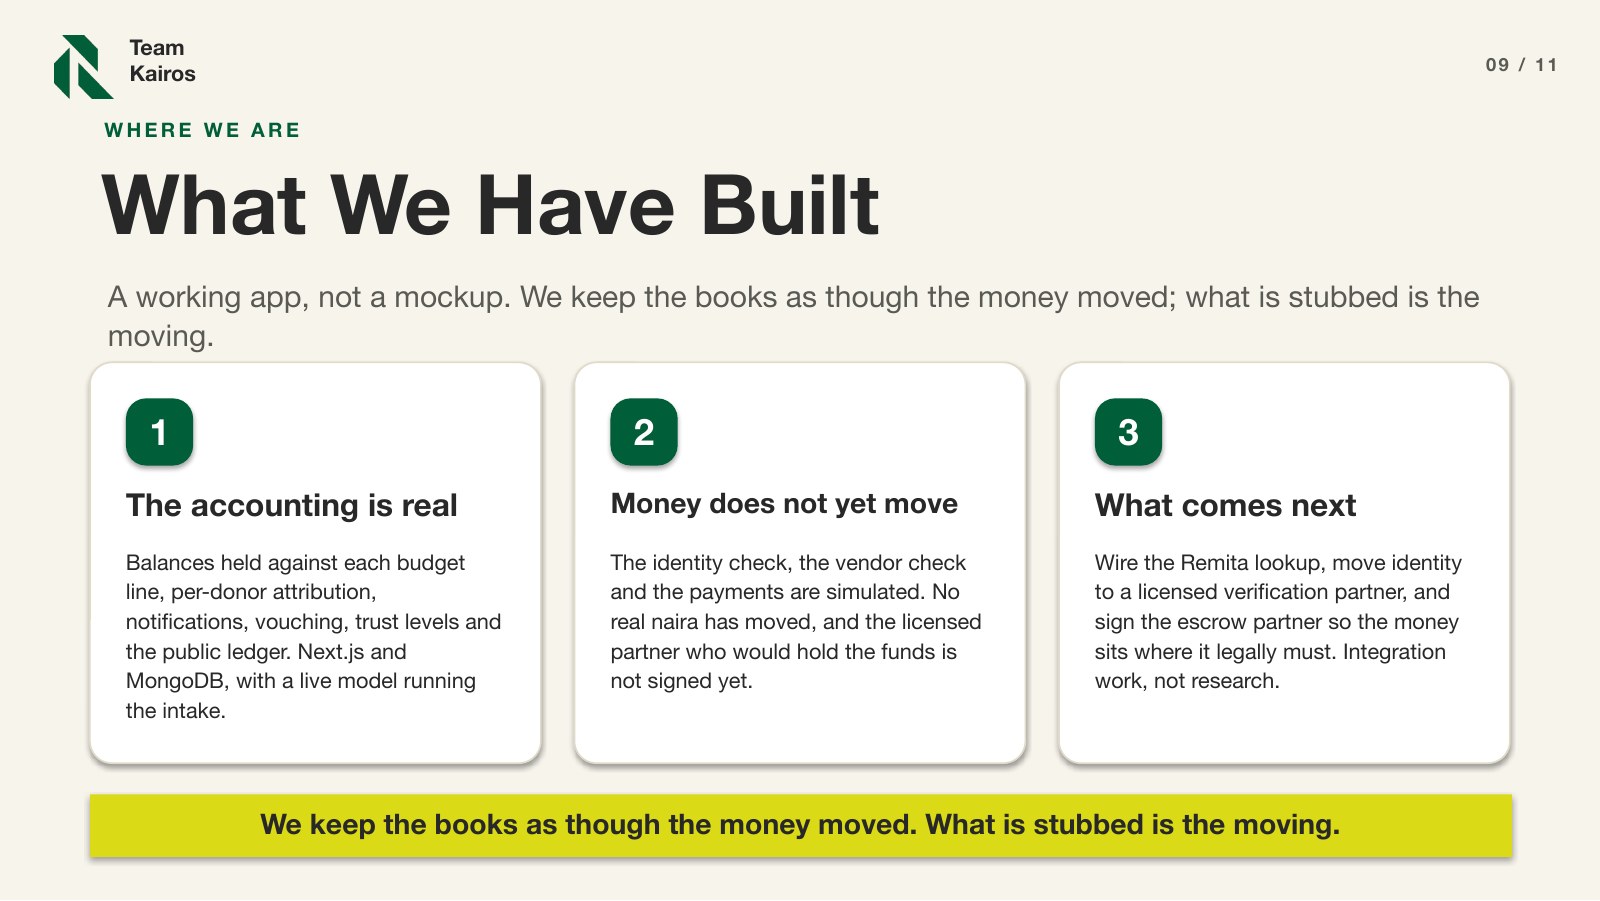 Team
Kairos
09 / 11
WHERE WE ARE
What We Have Built
A working app, not a mockup. We keep the books as though the money moved; what is stubbed is the
moving.
1
The accounting is real
Balances held against each budget
line, per-donor attribution,
notifications, vouching, trust levels and
the public ledger. Next.js and
MongoDB, with a live model running
the intake.
2
Money does not yet move
The identity check, the vendor check
and the payments are simulated. No
real naira has moved, and the licensed
partner who would hold the funds is
not signed yet.
3
What comes next
Wire the Remita lookup, move identity
to a licensed verification partner, and
sign the escrow partner so the money
sits where it legally must. Integration
work, not research.
We keep the books as though the money moved. What is stubbed is the moving.